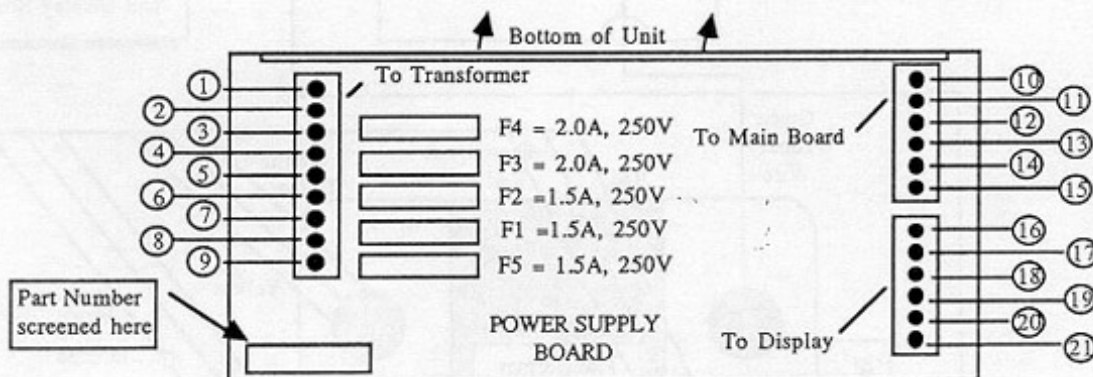 Bottom of Unit
To Transformer
1
2
3
4
5
6
7
8
9
F4 = 2.0A, 250V
F3 = 2.0A, 250V
F2 =1.5A, 250V
F1 =1.5A, 250V
F5 = 1.5A, 250V
To Main Board
10
11
12
13
14
15
16
17
18
19
20
21
To Display
Part Number
screened here
POWER SUPPLY
BOARD